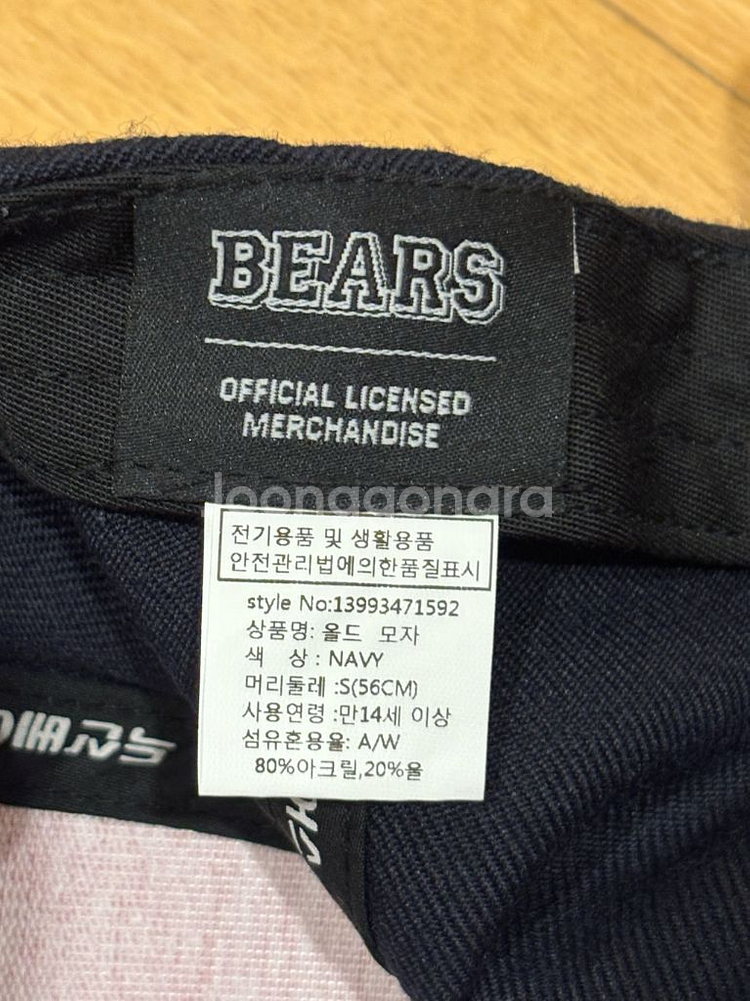 BEARS
OFFICIAL LICENSED
MERCHANDISE
joonggonara
전기용품 및 생활용품
안전관리법에의한품질표시
style No:13993471592
상품명: 올드 모자
색 상 : NAVY
머리둘레 :S(56CM)
사용연령 :만14세 이상
섬유혼용율: A/W
80%아크릴,20%울